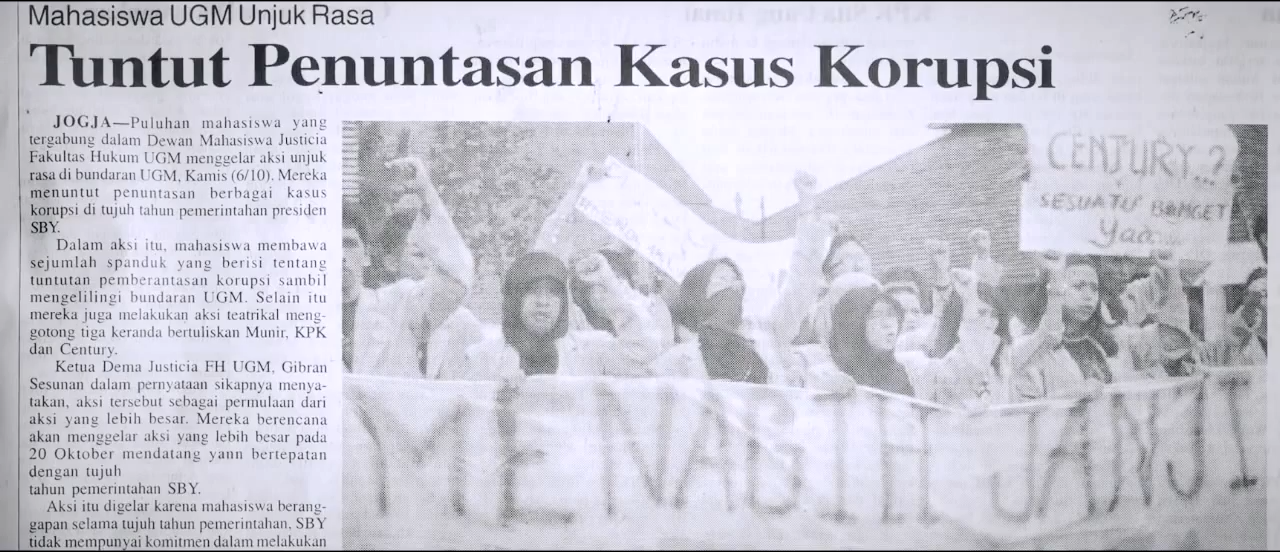 Mahasiswa UGM Unjuk Rasa
Tuntut Penuntasan Kasus Korupsi
JOGJA—Puluhan mahasiswa yang
tergabung dalam Dewan Mahasiswa Justicia
Fakultas Hukum UGM menggelar aksi unjuk
rasa di bundaran UGM, Kamis (6/10). Mereka
menuntut penuntasan berbagai kasus
korupsi di tujuh tahun pemerintahan presiden
SBY.
Dalam aksi itu, mahasiswa membawa
sejumlah spanduk yang berisi tentang
tuntutan pemberantasan korupsi sambil
mengelilingi bundaran UGM. Selain itu
mereka juga melakukan aksi teatrikal meng-
gotong tiga keranda bertuliskan Munir, KPK
dan Century.
Ketua Dema Justicia FH UGM, Gibran
Sesunan dalam pernyataan sikapnya menya-
takan, aksi tersebut sebagai permulaan dari
aksi yang lebih besar. Mereka berencana
akan menggelar aksi yang lebih besar pada
20 Oktober mendatang yann bertepatan
dengan tujuh
tahun pemerintahan SBY.
Aksi itu digelar karena mahasiswa berang-
gapan selama tujuh tahun pemerintahan, SBY
tidak mempunyai komitmen dalam melakukan
CENTURY..?
SESUATU BANGET
Yaa...
MENAGIH JANJI